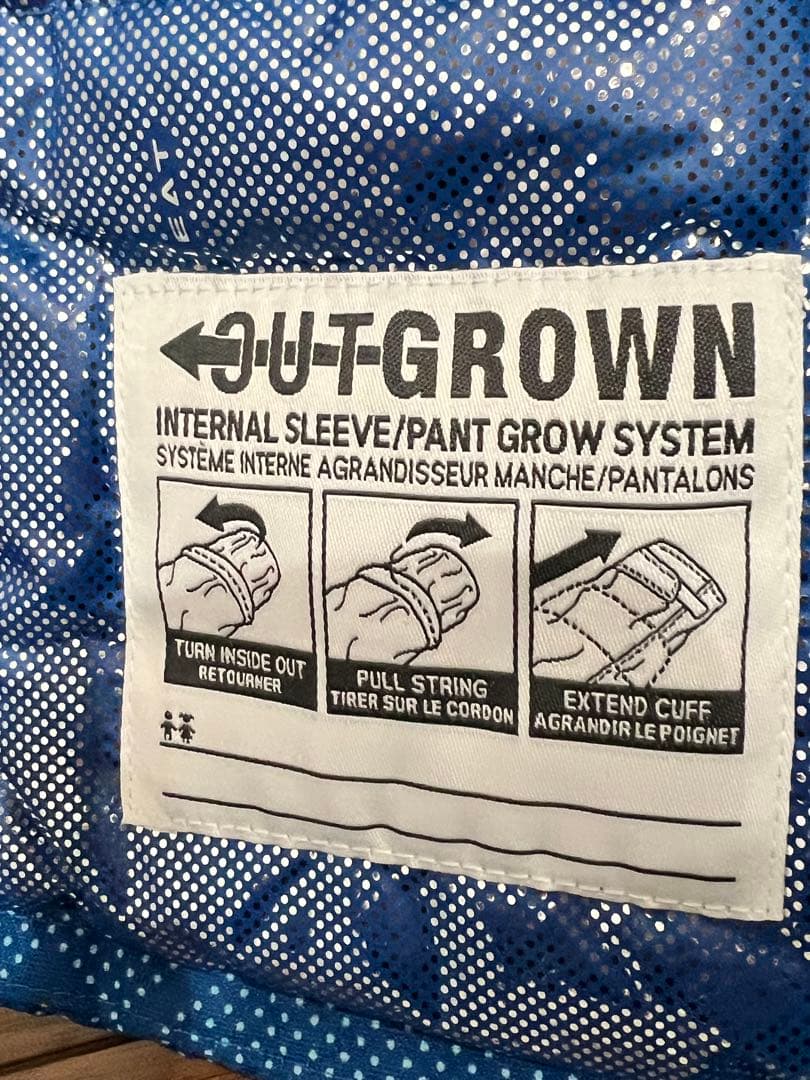 EAT
OUTGROWN
INTERNAL SLEEVE/PANT GROW SYSTEM
SYSTÈME INTERNE AGRANDISSEUR MANCHE/PANTALONS
TURN INSIDE OUT
RETOURNER
PULL STRING
TIRER SUR LE CORDON
EXTEND CUFF
AGRANDIR LE POIGNET